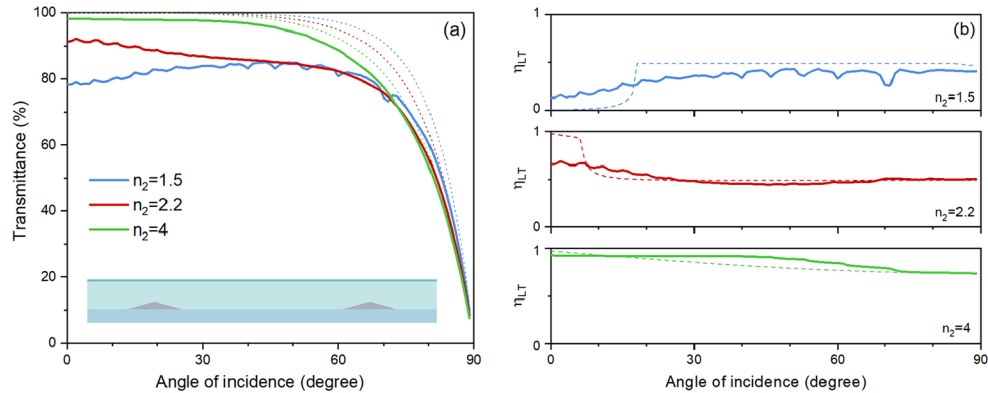 (a)
100
80
60
40
20
0
Transmittance (%)
n2=1.5
n2=2.2
n2=4
0 30 60 90
Angle of incidence (degree)
(b)
1
ηLT
0
n2=1.5
1
ηLT
0
n2=2.2
1
ηLT
0
n2=4
0 30 60 90
Angle of incidence (degree)